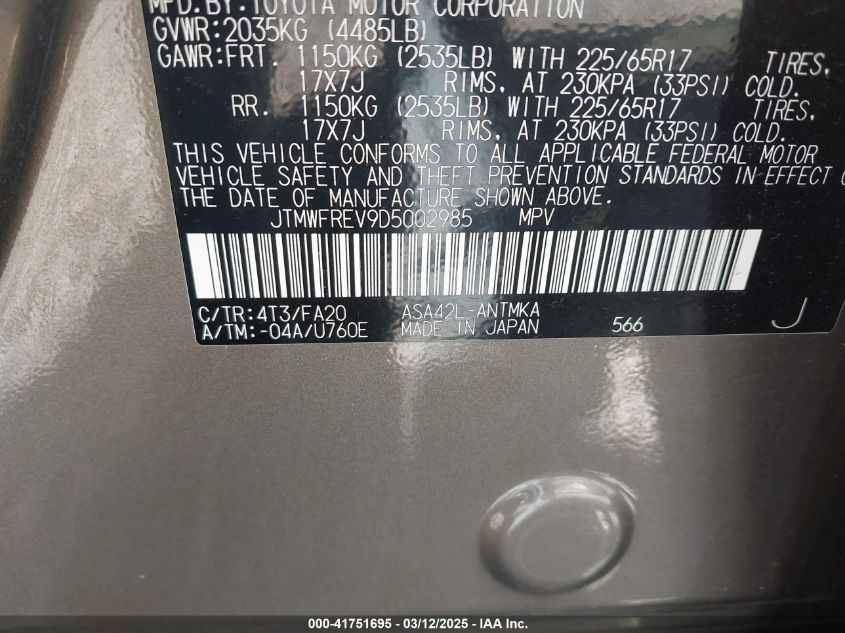 MFD.BY:TOYOTA MOTOR CORPORATION
GVWR:2035KG (4485LB)
GAWR:FRT. 1150KG (2535LB) WITH 225/65R17 TIRES,
17X7J RIMS, AT 230KPA (33PSI) COLD.
RR. 1150KG (2535LB) WITH 225/65R17 TIRES,
17X7J RIMS, AT 230KPA (33PSI) COLD.
THIS VEHICLE CONFORMS TO ALL APPLICABLE FEDERAL MOTOR
VEHICLE SAFETY AND THEFT PREVENTION STANDARDS IN EFFECT
THE DATE OF MANUFACTURE SHOWN ABOVE.
JTMWFREV9D5002985 MPV
C/TR:4T3/FA20 ASA42L-ANTMKA
A/TM:-04A/U760E MADE IN JAPAN 566 J
000-41751695 - 03/12/2025 - IAA Inc.